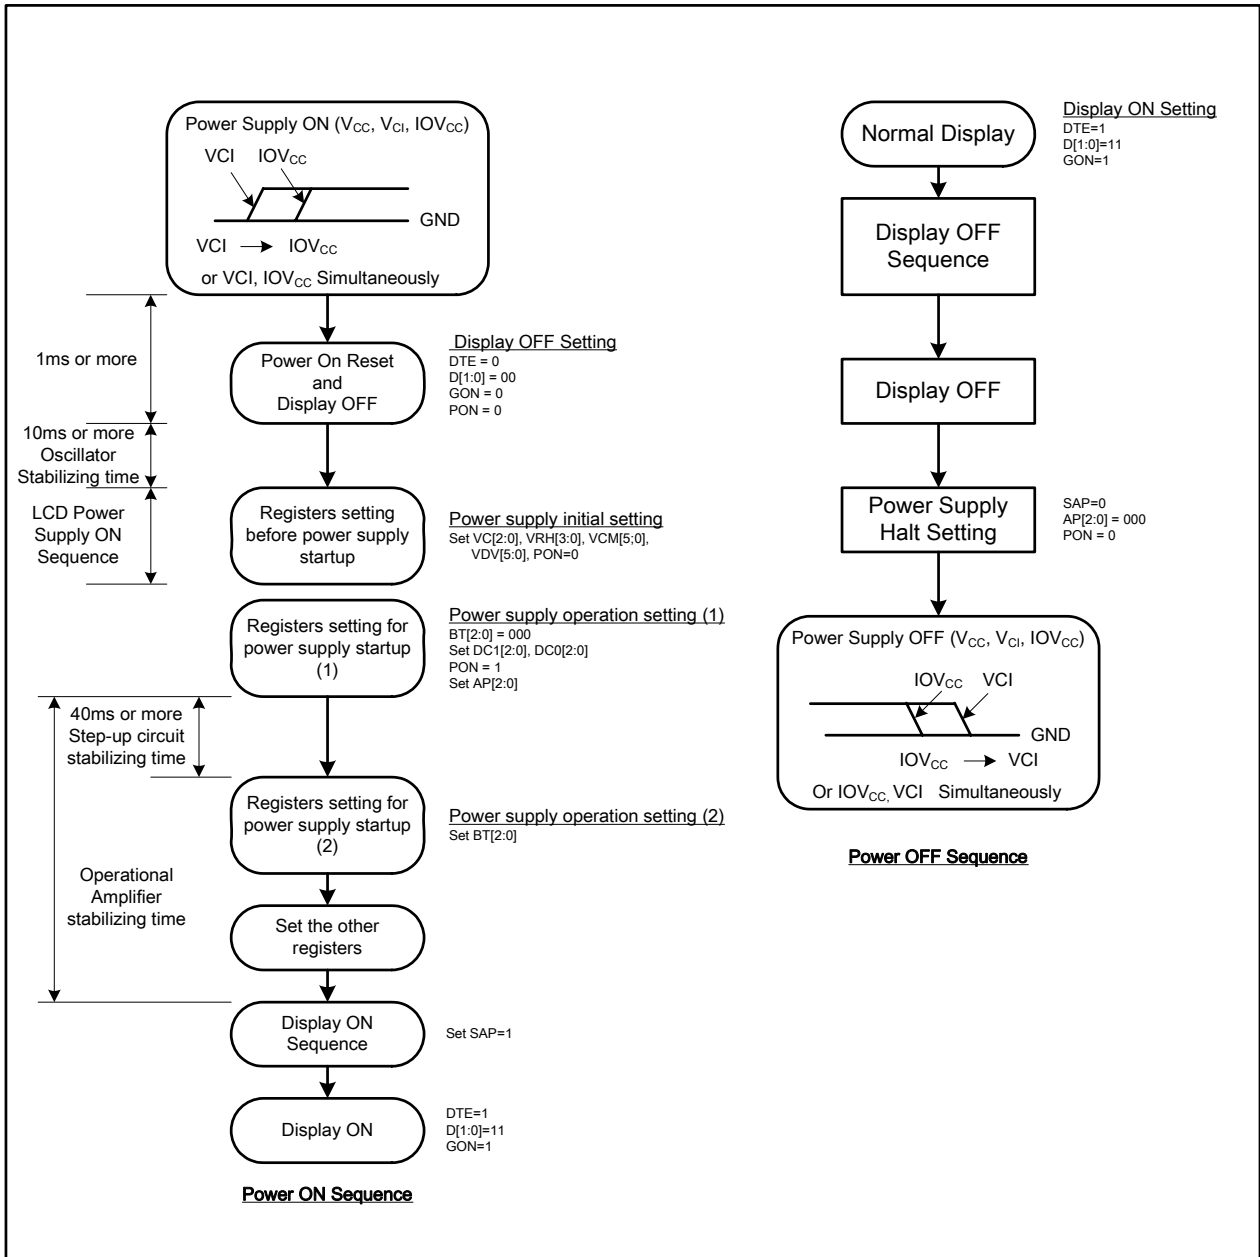 Power Supply ON (VCC, VCI, IOVCC)
VCI IOVCC
GND
VCI IOVCC
or VCI, IOVCC Simultaneously
1ms or more
Power On Reset
and
Display OFF
Display OFF Setting
DTE = 0
D[1:0] = 00
GON = 0
PON = 0
10ms or more
Oscillator
Stabilizing time
LCD Power
Supply ON
Sequence
Registers setting
before power supply
startup
Power supply initial setting
Set VC[2:0], VRH[3:0], VCM[5;0],
VDV[5:0], PON=0
Registers setting for
power supply startup
(1)
Power supply operation setting (1)
BT[2:0] = 000
Set DC1[2:0], DC0[2:0]
PON = 1
Set AP[2:0]
40ms or more
Step-up circuit
stabilizing time
Registers setting for
power supply startup
(2)
Power supply operation setting (2)
Set BT[2:0]
Operational
Amplifier
stabilizing time
Set the other
registers
Display ON
Sequence
Set SAP=1
Display ON
DTE=1
D[1:0]=11
GON=1
Power ON Sequence
Normal Display
Display ON Setting
DTE=1
D[1:0]=11
GON=1
Display OFF
Sequence
Display OFF
Power Supply
Halt Setting
SAP=0
AP[2:0] = 000
PON = 0
Power Supply OFF (VCC, VCI, IOVCC)
IOVCC VCI
GND
IOVCC VCI
Or IOVCC, VCI Simultaneously
Power OFF Sequence